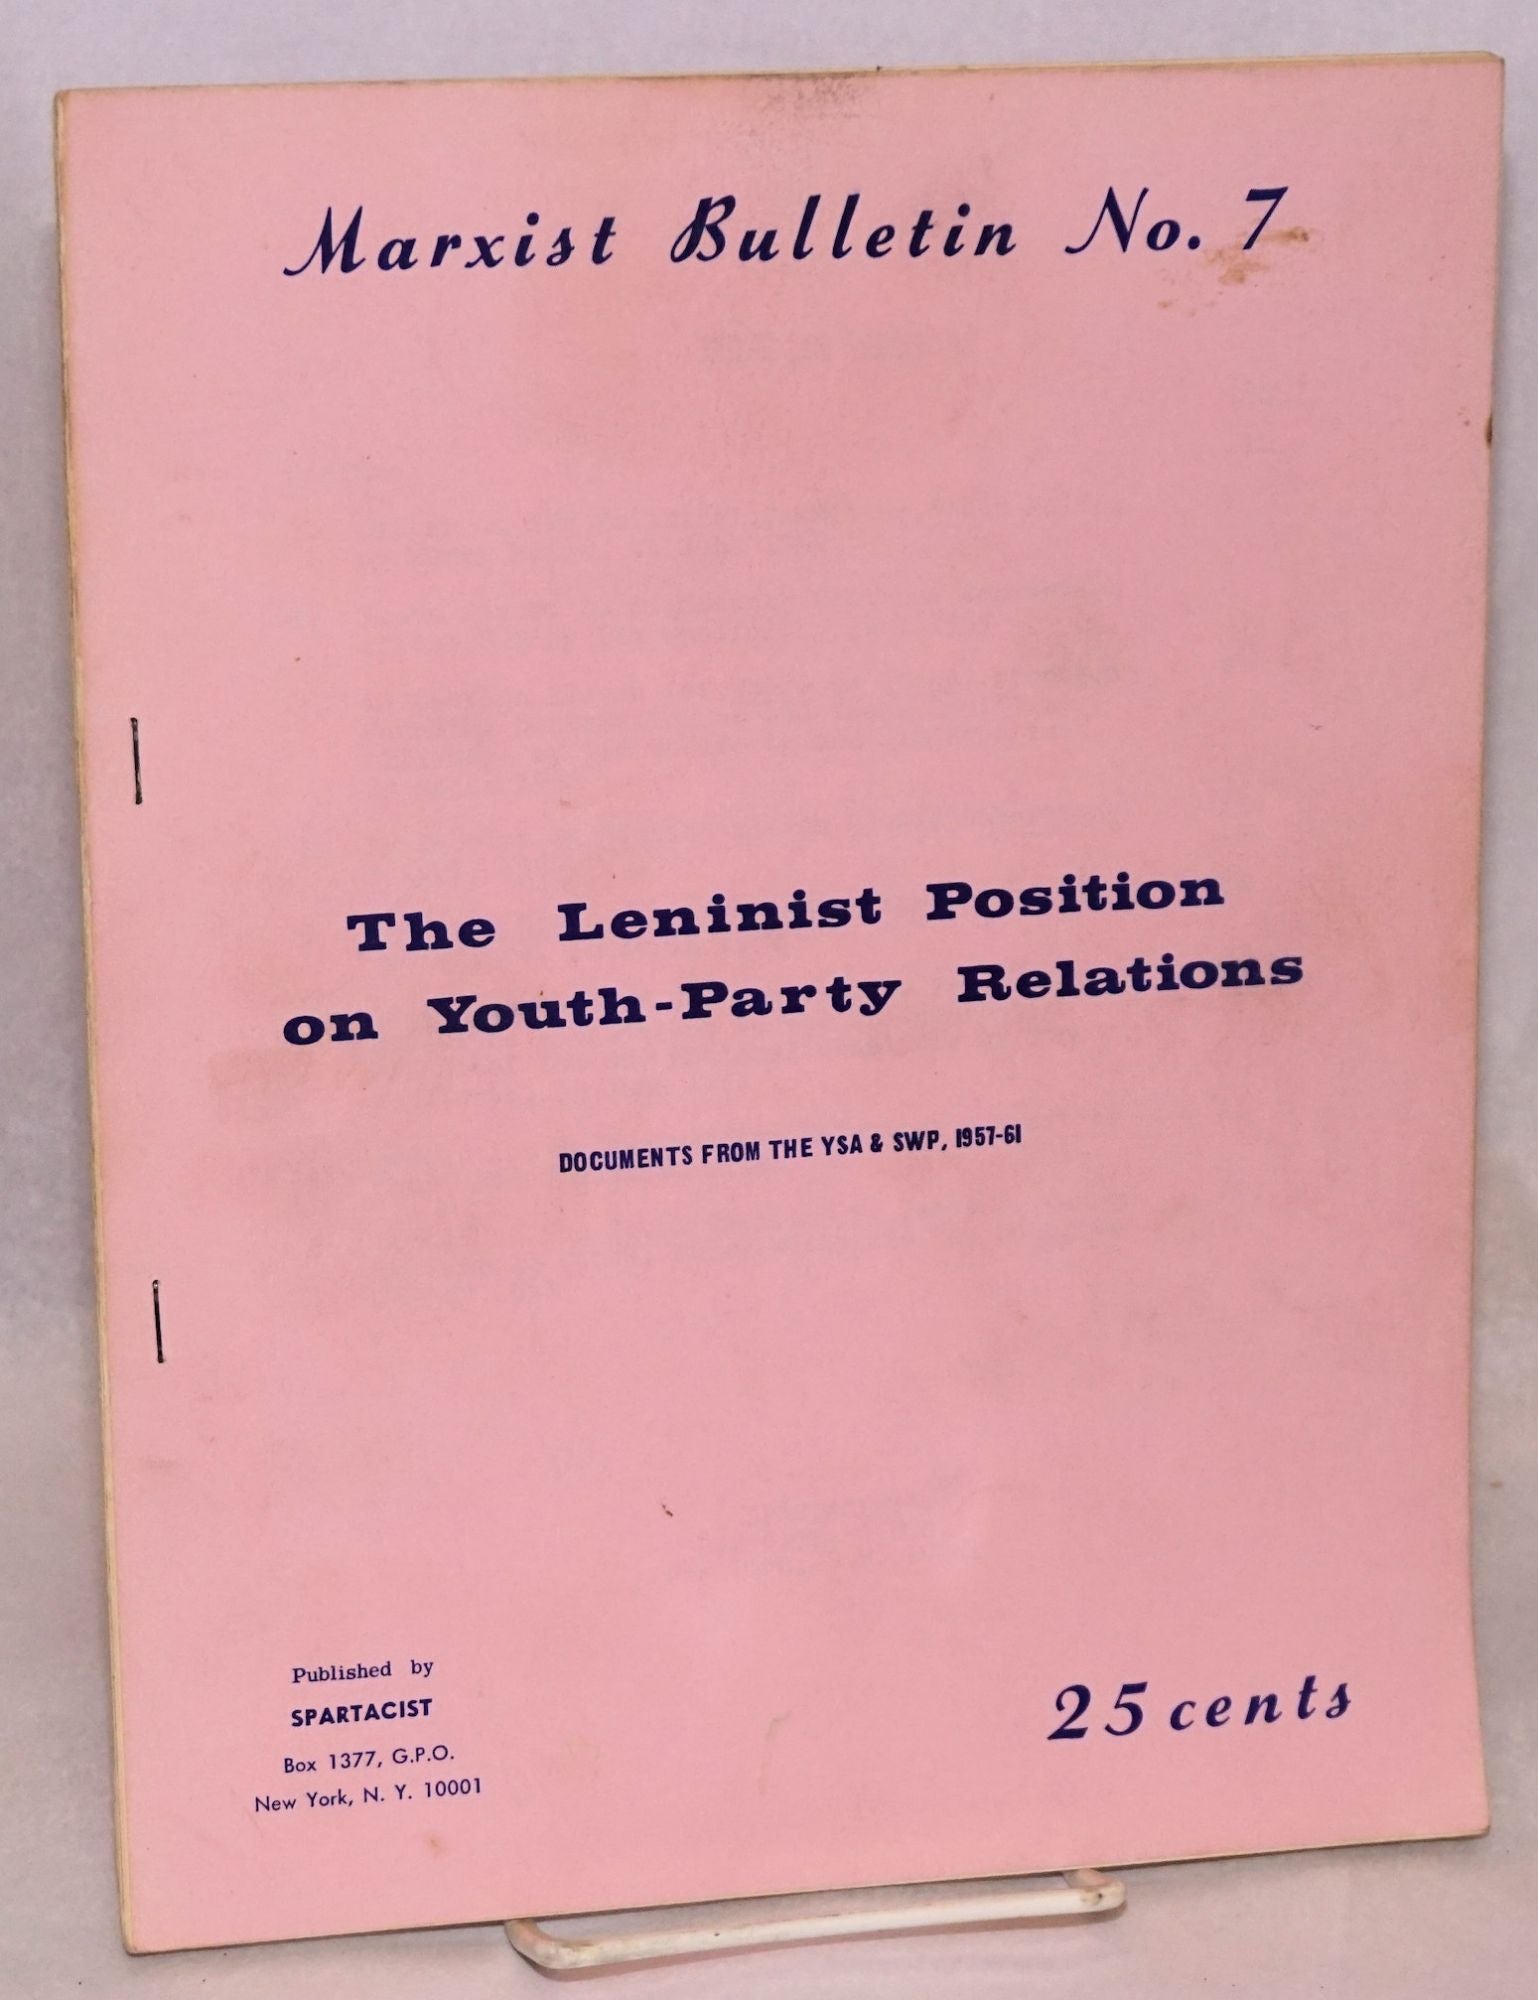 Marxist Bulletin No. 7
The Leninist Position
on Youth-Party Relations
DOCUMENTS FROM THE YSA & SWP, 1957-61
Published by
SPARTACIST
Box 1377, G.P.O.
New York, N. Y. 10001
25 cents